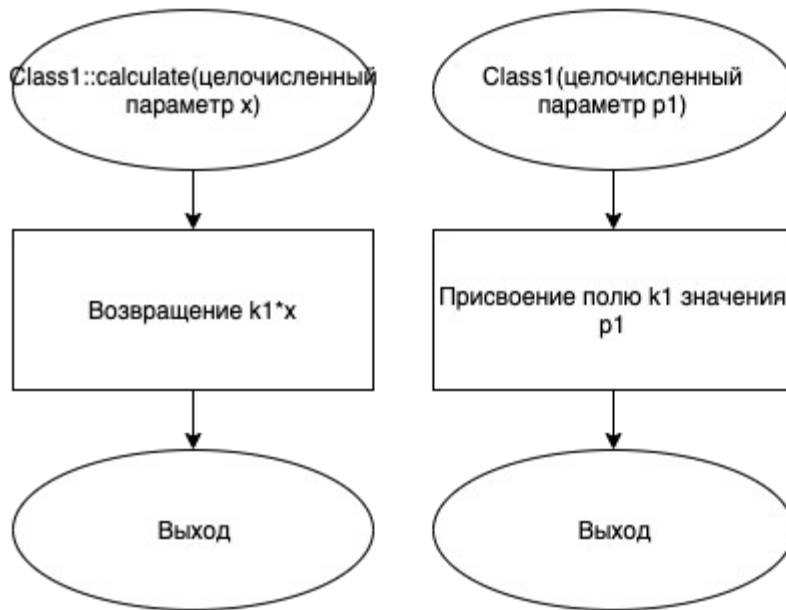 Class1::calculate(целочисленный
параметр x)
Возвращение k1*x
Выход
Class1(целочисленный
параметр p1)
Присвоение полю k1 значения
p1
Выход